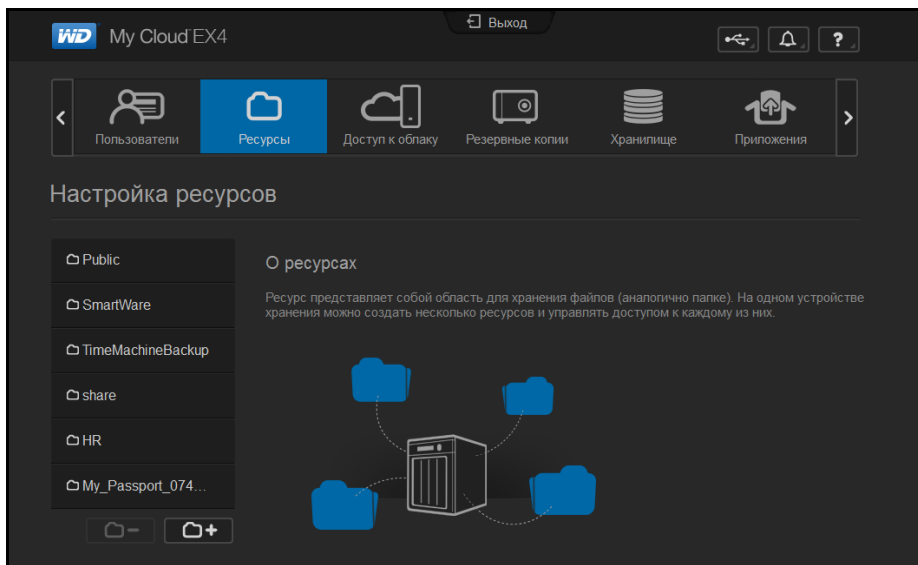 WD My Cloud EX4
Выход
?
Пользователи Ресурсы Доступ к облаку Резервные копии Хранилище Приложения
Настройка ресурсов
Public
SmartWare
TimeMachineBackup
share
HR
My_Passport_074...
О ресурсах
Ресурс представляет собой область для хранения файлов (аналогично папке). На одном устройстве
хранения можно создать несколько ресурсов и управлять доступом к каждому из них.